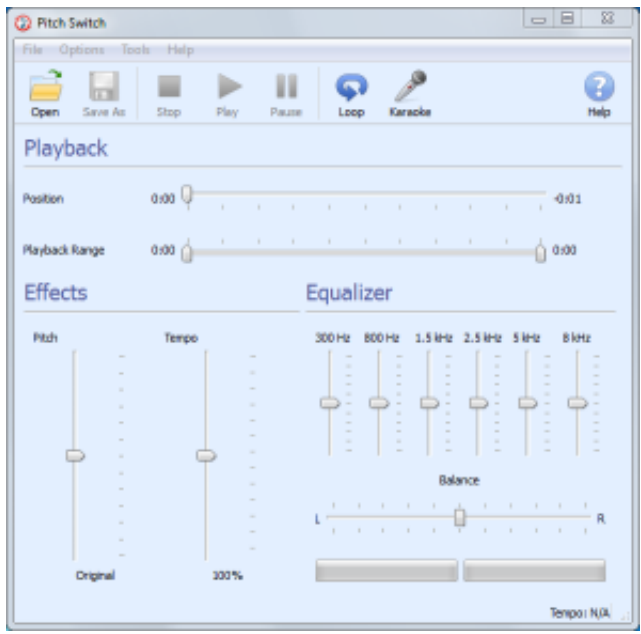 Pitch Switch
File Options Tools Help
Open Save As Stop Play Pause Loop Karaoke Help
Playback
Position 0:00 -0:01
Playback Range 0:00 0:00
Effects Equalizer
Pitch Tempo 300 Hz 800 Hz 1.5 kHz 2.5 kHz 5 kHz 8 kHz
Balance
L R
Original 100%
Tempo: N/A